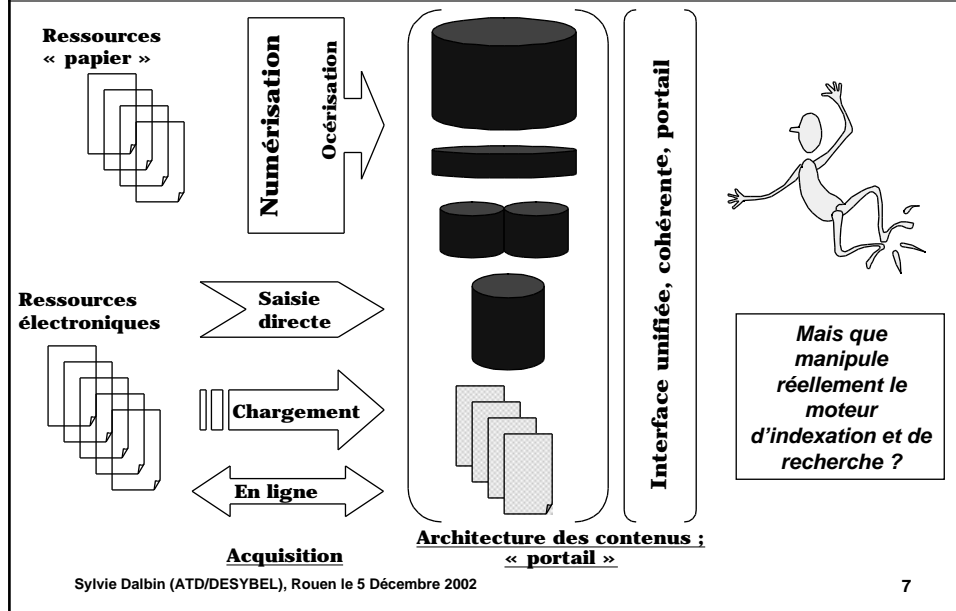 Ressources
« papier »
Numérisation
Océrisation
Ressources
électroniques
Saisie
directe
Chargement
En ligne
Acquisition
Architecture des contenus ;
« portail »
Interface unifiée, cohérente, portail
Mais que
manipule
réellement le
moteur
d'indexation et de
recherche ?
Sylvie Dalbin (ATD/DESYBEL), Rouen le 5 Décembre 2002
7